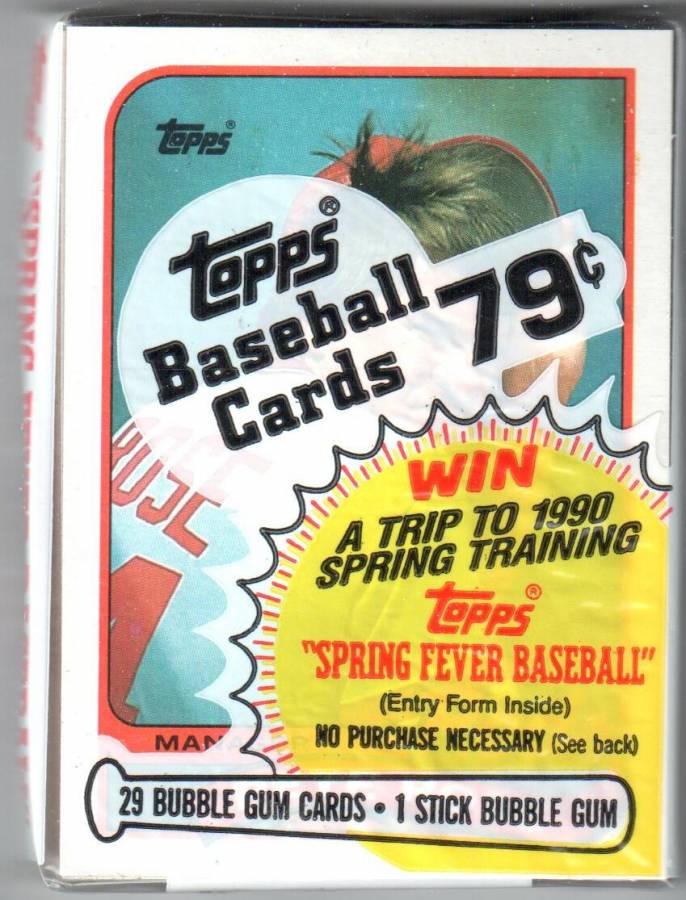 topps®
topps®
Baseball
Cards
79¢
ROSE
WIN
A TRIP TO 1990
SPRING TRAINING
topps®
"SPRING FEVER BASEBALL"
(Entry Form Inside)
NO PURCHASE NECESSARY (See back)
29 BUBBLE GUM CARDS • 1 STICK BUBBLE GUM